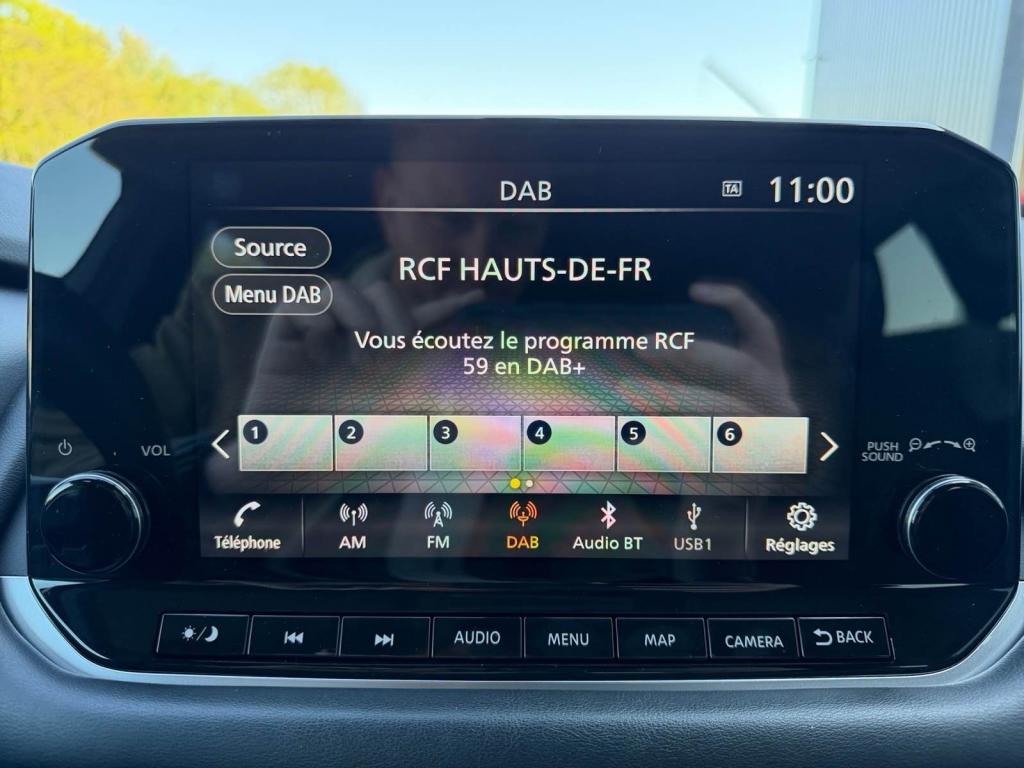 DAB
TA
11:00
Source
RCF HAUTS-DE-FR
Menu DAB
Vous écoutez le programme RCF
59 en DAB+
1 2 3 4 5 6
VOL
PUSH
SOUND
Téléphone AM FM DAB Audio BT USB1 Réglages
AUDIO MENU MAP CAMERA BACK